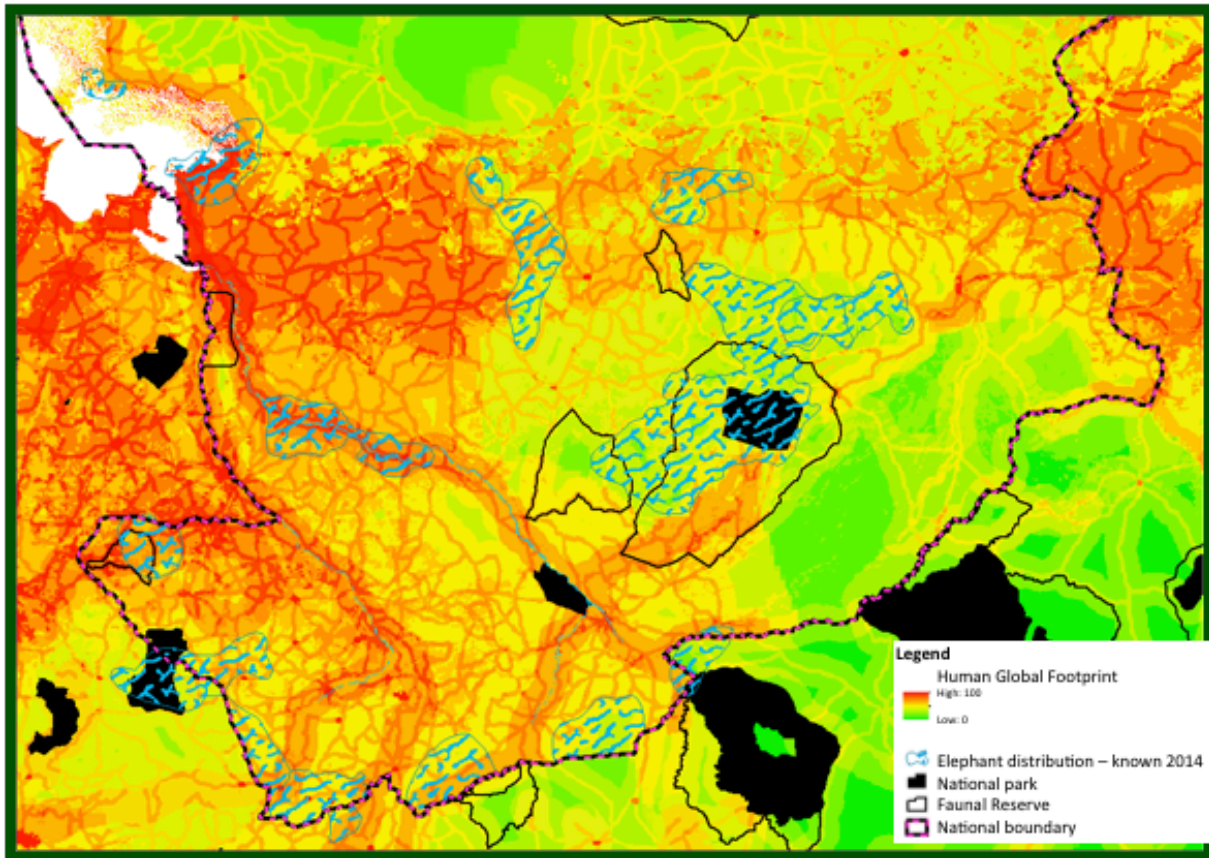 Legend
Human Global Footprint
High: 100
Low: 0
Elephant distribution – known 2014
National park
Faunal Reserve
National boundary